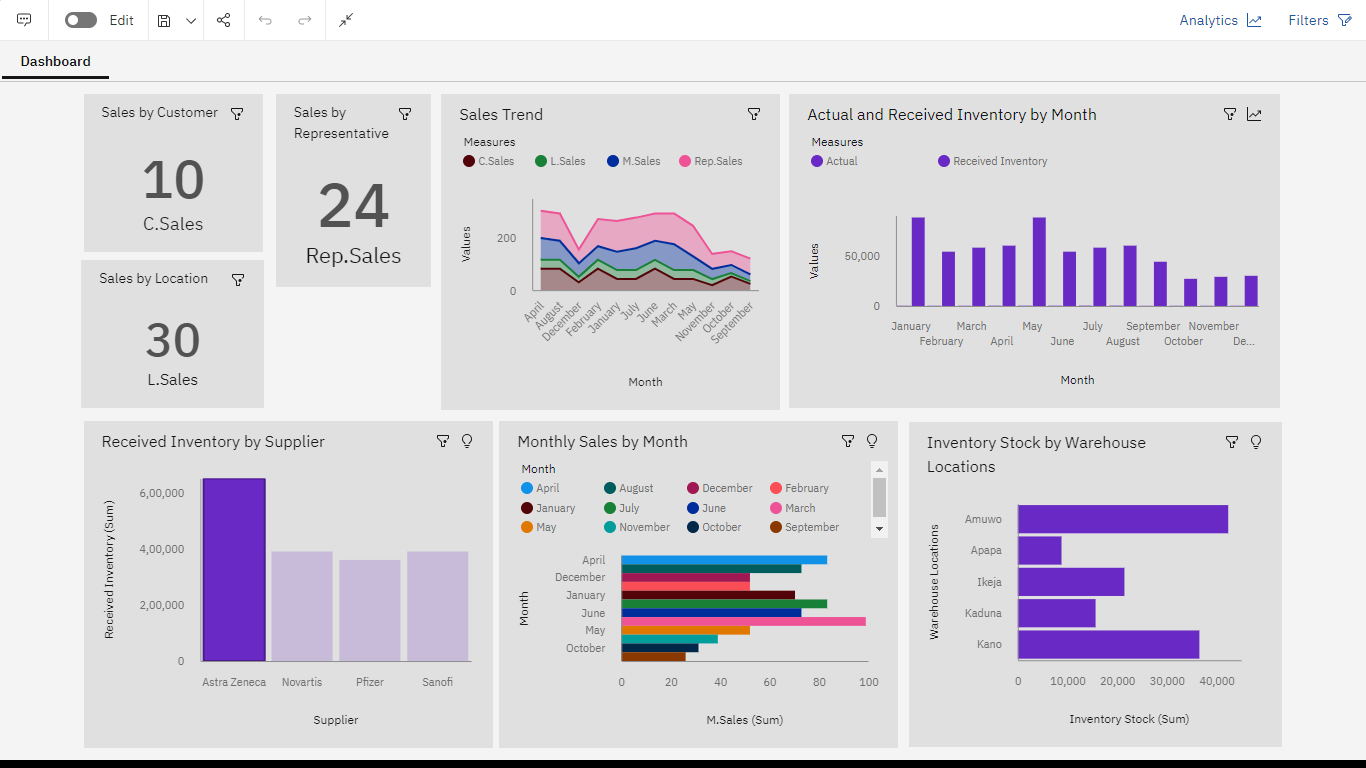 Edit
Analytics
Filters
Dashboard
Sales by Customer
10
C.Sales
Sales by
Representative
24
Rep.Sales
Sales by Location
30
L.Sales
Sales Trend
Measures
C.Sales L.Sales M.Sales Rep.Sales
Values
200
0
April August December February January July June March May November October September
Month
Actual and Received Inventory by Month
Measures
Actual Received Inventory
Values
50,000
0
January March May July September November
February April June August October De...
Month
Received Inventory by Supplier
Received Inventory (Sum)
6,00,000
4,00,000
2,00,000
0
Astra Zeneca Novartis Pfizer Sanofi
Supplier
Monthly Sales by Month
Month
April August December February
January July June March
May November October September
Month
April
December
January
June
May
October
0 20 40 60 80 100
M.Sales (Sum)
Inventory Stock by Warehouse
Locations
Warehouse Locations
Amuwo
Apapa
Ikeja
Kaduna
Kano
0 10,000 20,000 30,000 40,000
Inventory Stock (Sum)